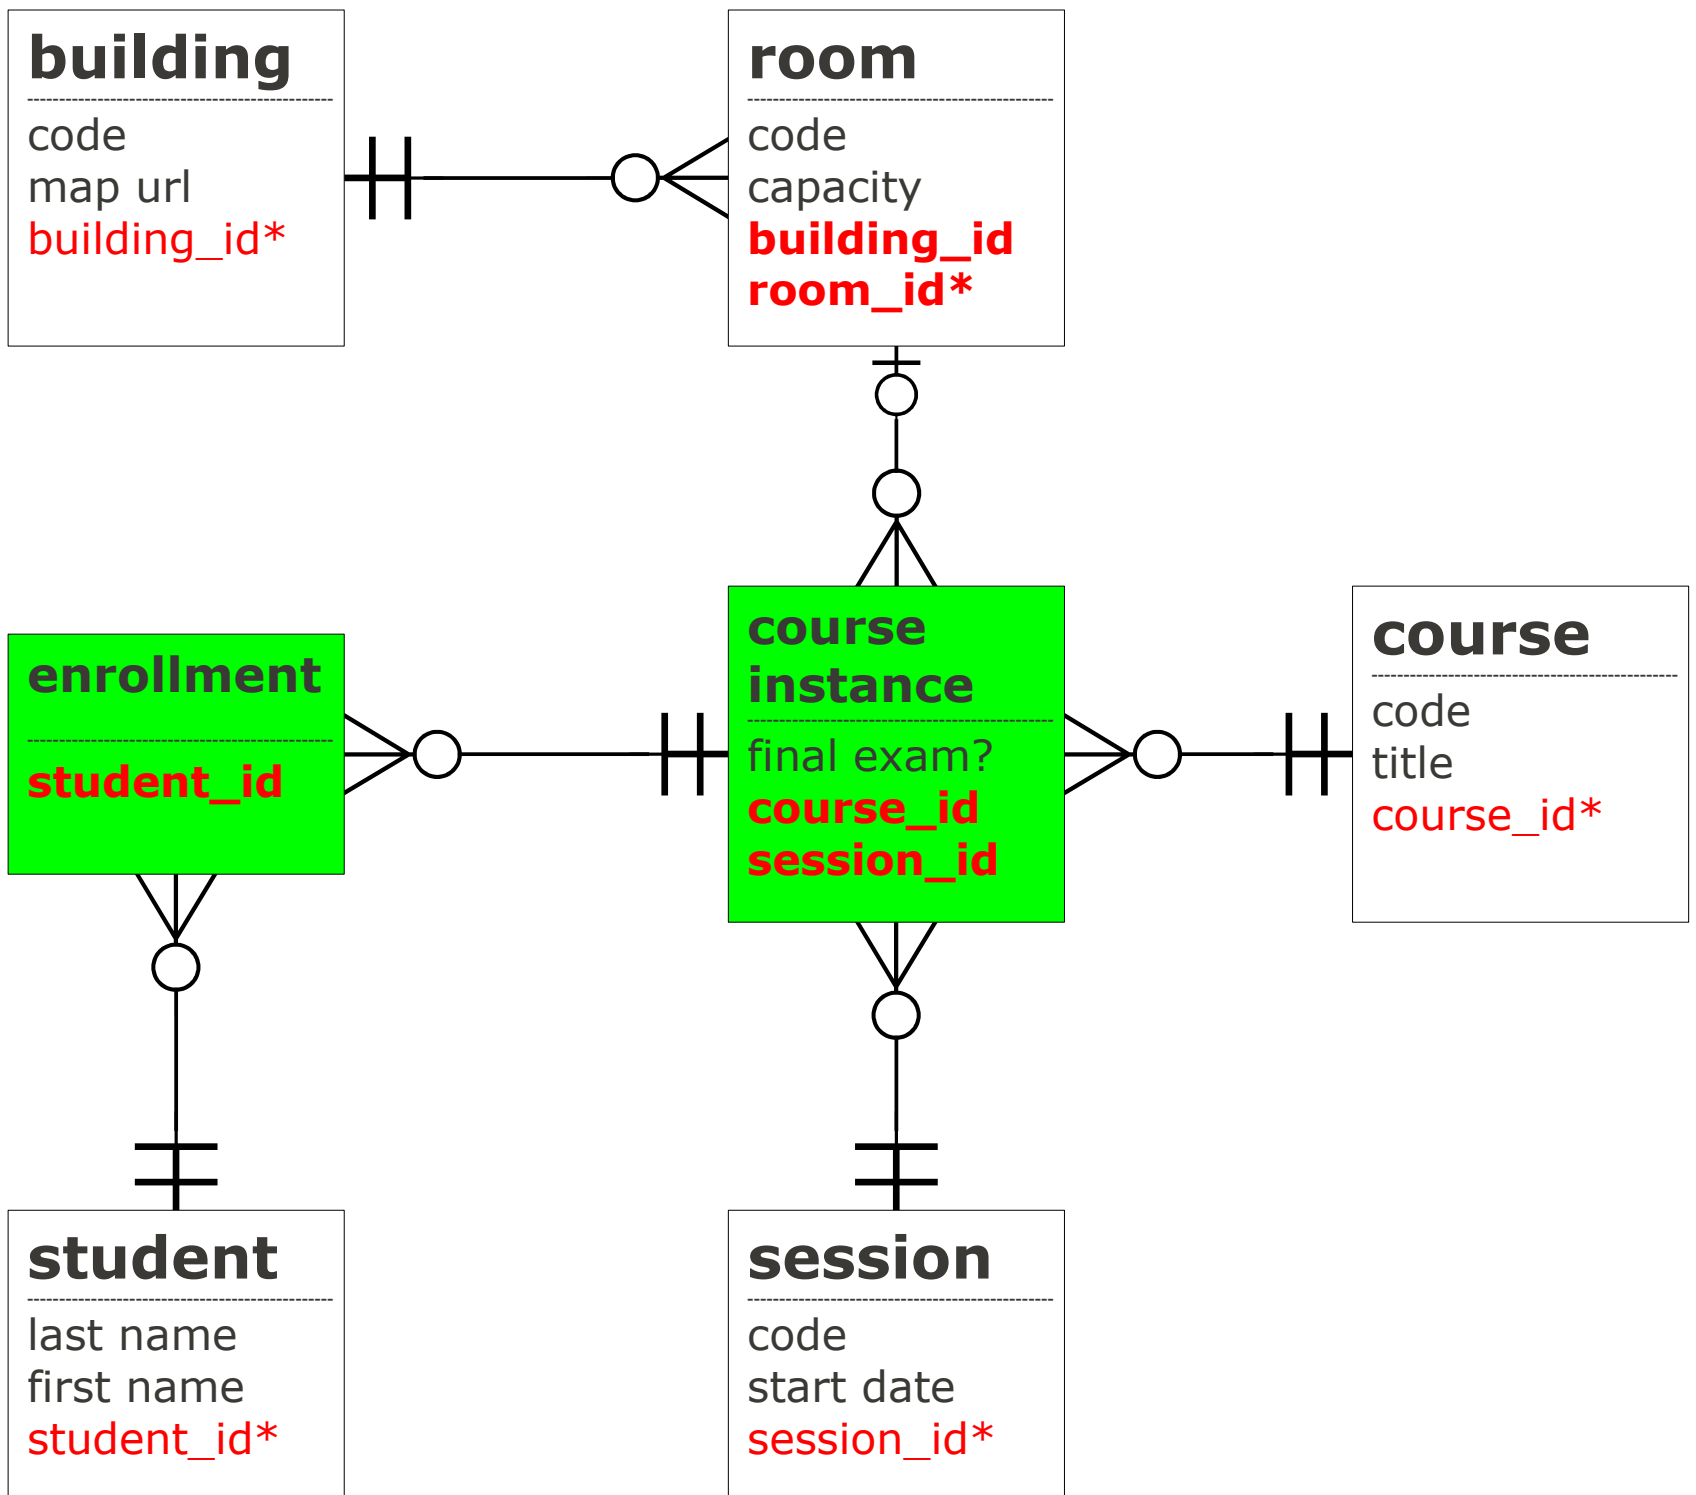 building
code
map url
building_id*
room
code
capacity
building_id
room_id*
enrollment
student_id
course
instance
final exam?
course_id
session_id
course
code
title
course_id*
student
last name
first name
student_id*
session
code
start date
session_id*